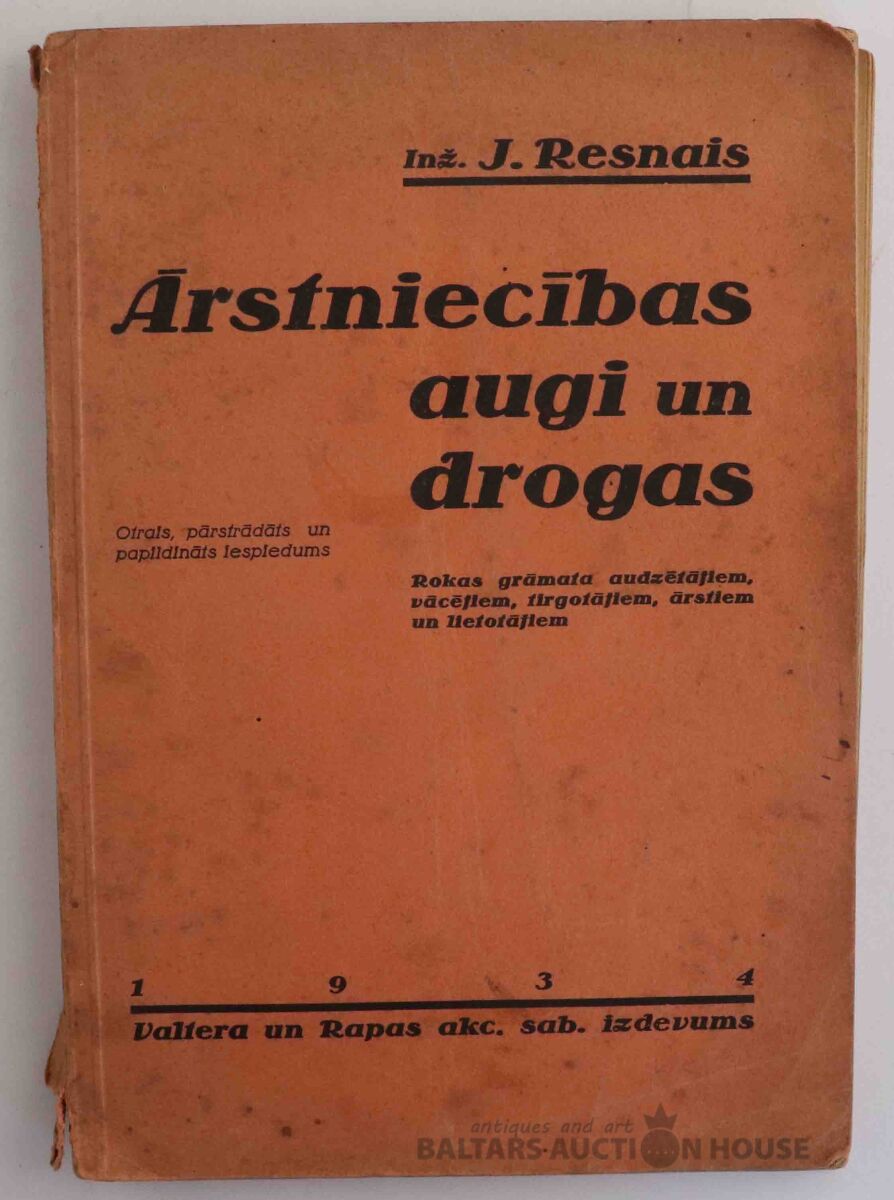 Inž. J. Resnais
Ārstniecības
augi un
drogas
Otrais, pārstrādāts un
papildināts iespiedums
Rokas grāmata audzētājiem,
vācējiem, tirgotājiem, ārstiem
un lietotājiem
1 9 3 4
Valtera un Rapas akc. sab. izdevums
antiques and art
BALTARS AUCTION HOUSE